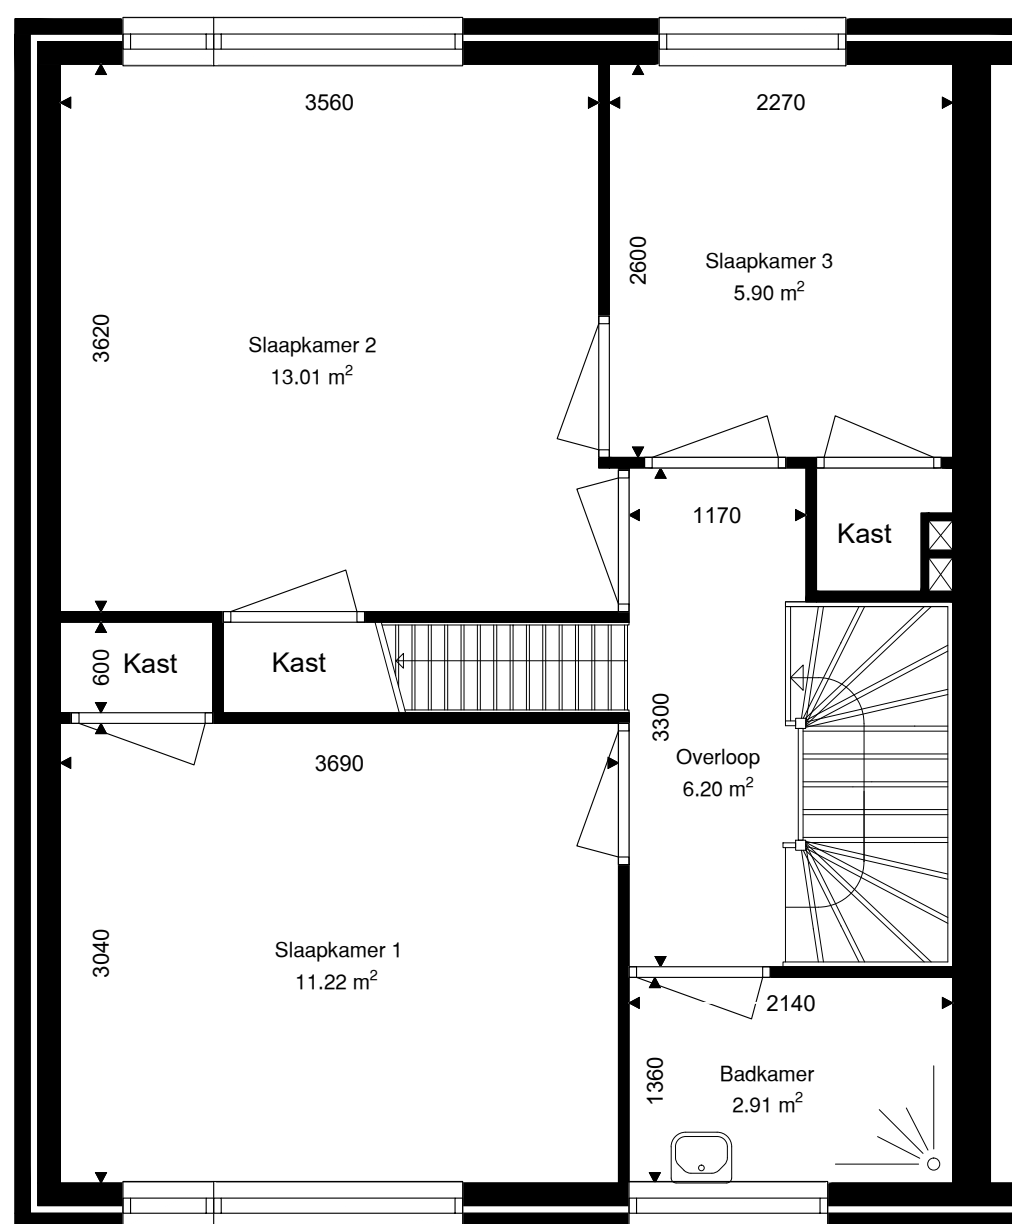 3560
2270
2600
Slaapkamer 3
5.90 m²
3620
Slaapkamer 2
13.01 m²
1170
Kast
600
Kast
Kast
3300
3690
Overloop
6.20 m²
3040
Slaapkamer 1
11.22 m²
2140
1360
Badkamer
2.91 m²